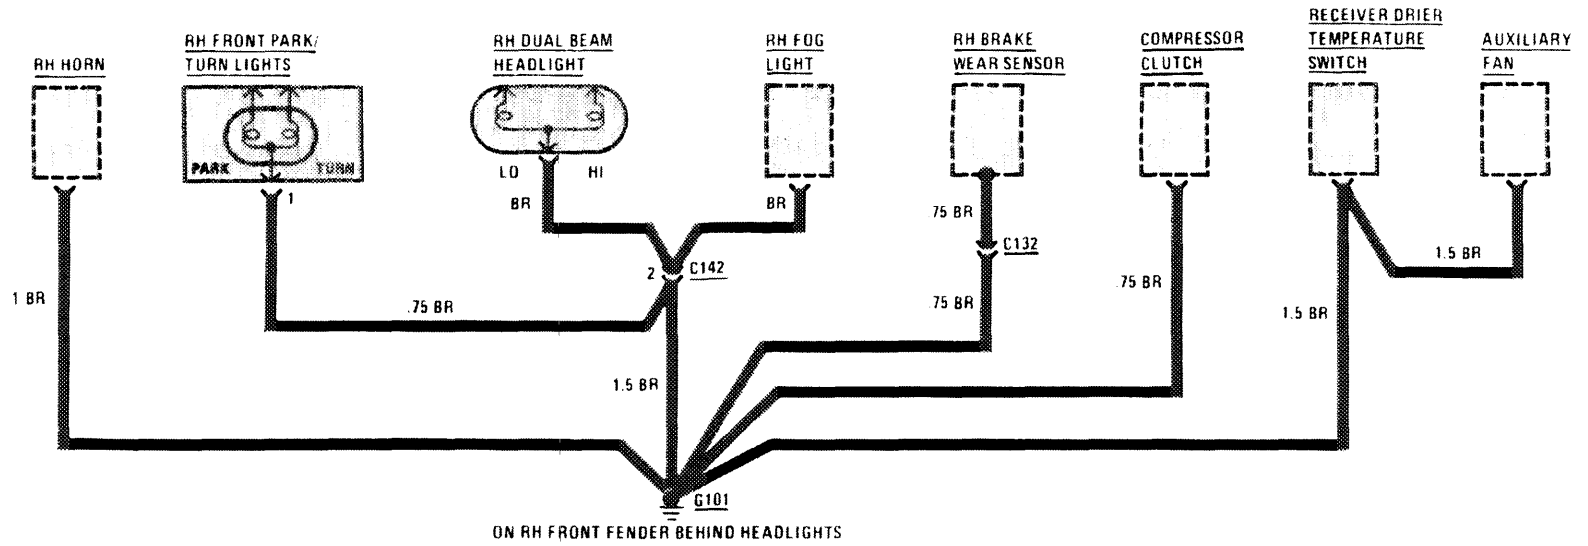 RH HORN
RH FRONT PARK/
TURN LIGHTS
RH DUAL BEAM
HEADLIGHT
RH FOG
LIGHT
RH BRAKE
WEAR SENSOR
COMPRESSOR
CLUTCH
RECEIVER DRIER
TEMPERATURE
SWITCH
AUXILIARY
FAN
PARK
TURN
LO
HI
1
BR
BR
75 BR
C132
2
C142
1.5 BR
1 BR
.75 BR
.75 BR
.75 BR
1.5 BR
1.5 BR
G101
ON RH FRONT FENDER BEHIND HEADLIGHTS